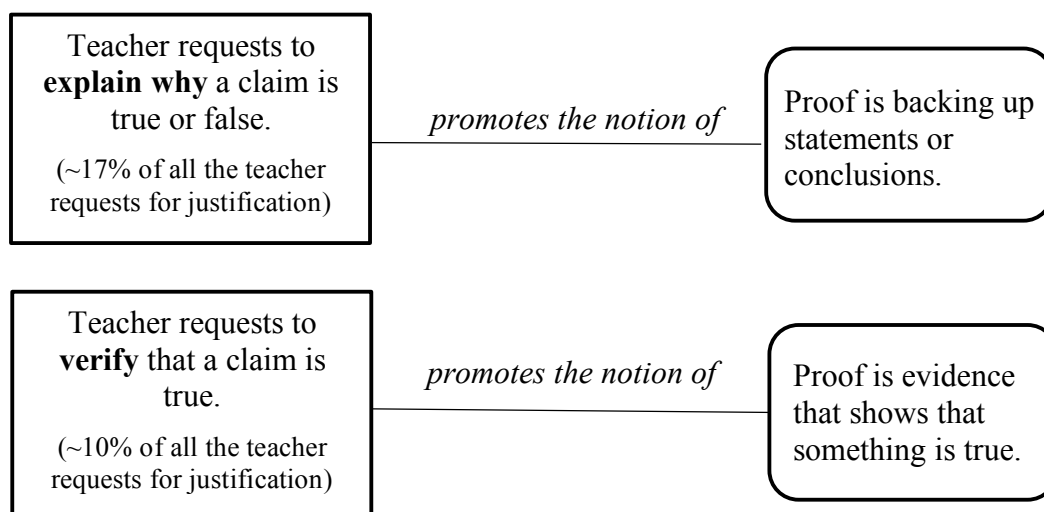 Teacher requests to
explain why a claim is
true or false.
(~17% of all the teacher
requests for justification)
promotes the notion of
Proof is backing up
statements or
conclusions.
Teacher requests to
verify that a claim is
true.
(~10% of all the teacher
requests for justification)
promotes the notion of
Proof is evidence
that shows that
something is true.